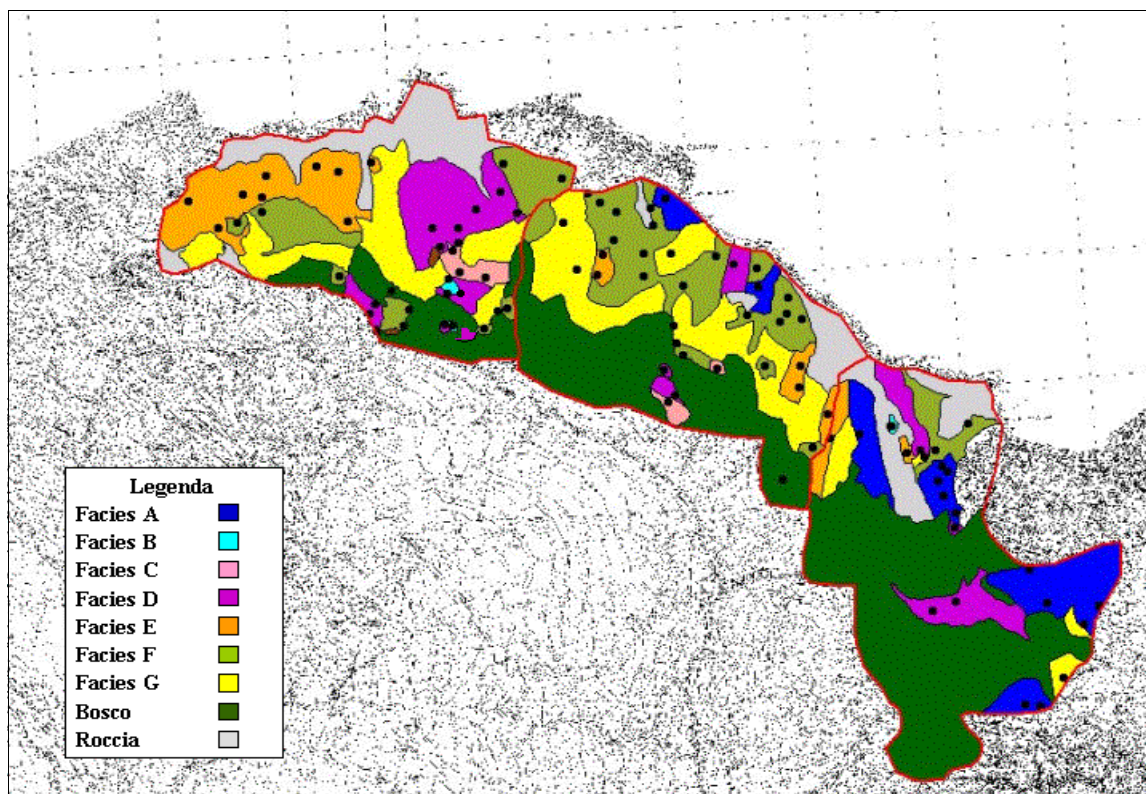 Legenda
Facies A
Facies B
Facies C
Facies D
Facies E
Facies F
Facies G
Bosco
Roccia